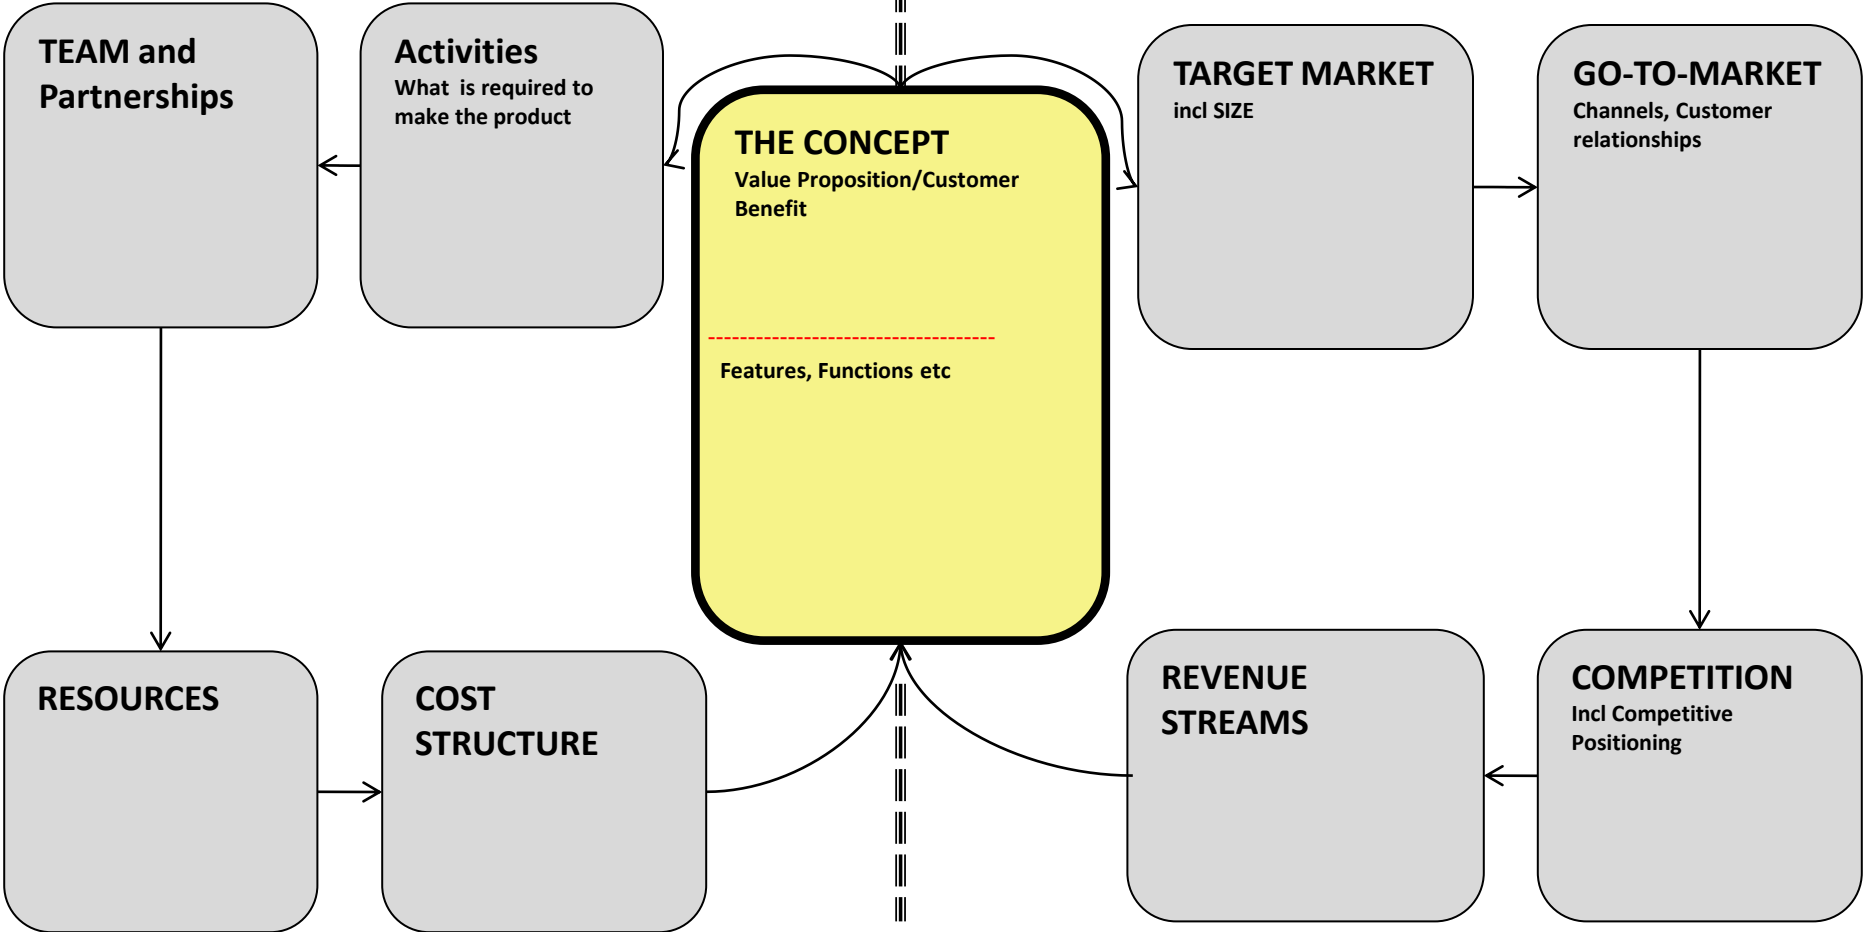 TEAM and
Partnerships
Activities
What is required to
make the product
THE CONCEPT
Value Proposition/Customer
Benefit
Features, Functions etc
TARGET MARKET
incl SIZE
GO-TO-MARKET
Channels, Customer
relationships
RESOURCES
COST
STRUCTURE
REVENUE
STREAMS
COMPETITION
Incl Competitive
Positioning